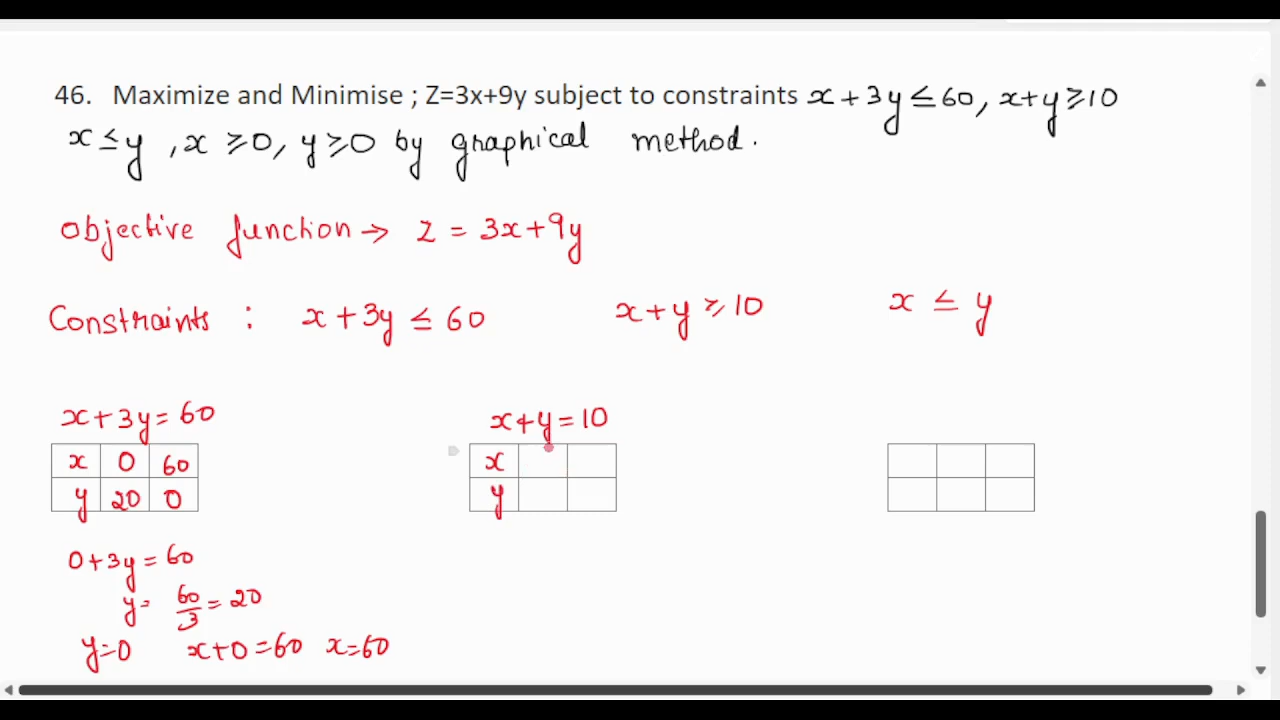 46. Maximize and Minimise ; Z=3x+9y subject to constraints x + 3y ≤ 60, x+y ≥ 10
x ≤ y , x ≥ 0, y ≥ 0 by graphical method.
Objective function → Z = 3x+9y
Constraints : x + 3y ≤ 60 x+y ≥ 10 x ≤ y
x + 3y = 60 x+y = 10
x 0 60 x
y 20 0 y
0+3y = 60
y = 60/3 = 20
y=0 x+0 = 60 x=60